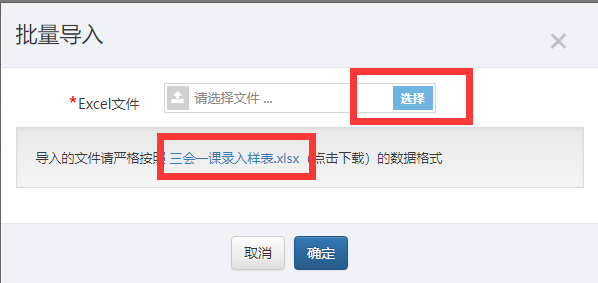 批量导入
*Excel文件 请选择文件 ... 选择
导入的文件请严格按照 三会一课录入样表.xlsx（点击下载）的数据格式
取消 确定